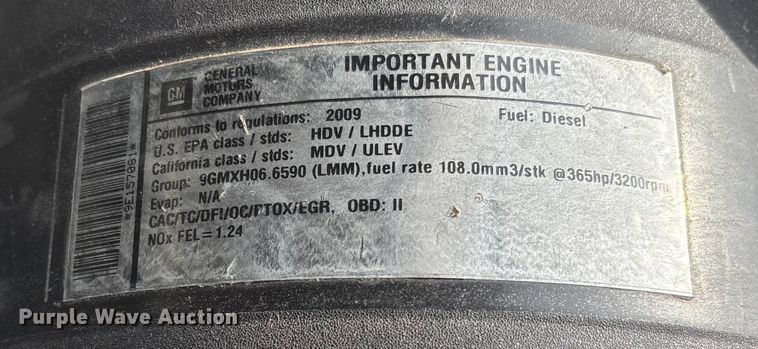 GM
GENERAL MOTORS COMPANY
IMPORTANT ENGINE INFORMATION
Conforms to regulations: 2009 Fuel: Diesel
U.S. EPA class / stds: HDV / LHDDE
California class / stds: MDV / ULEV
Group: 9GMXH06.6590 (LMM),fuel rate 108.0mm3/stk @365hp/3200rpm
Evap: N/A
CAC/TC/DFI/OC/PTOX/EGR, OBD: II
NOx FEL=1.24
*9E157081*
Purple Wave Auction